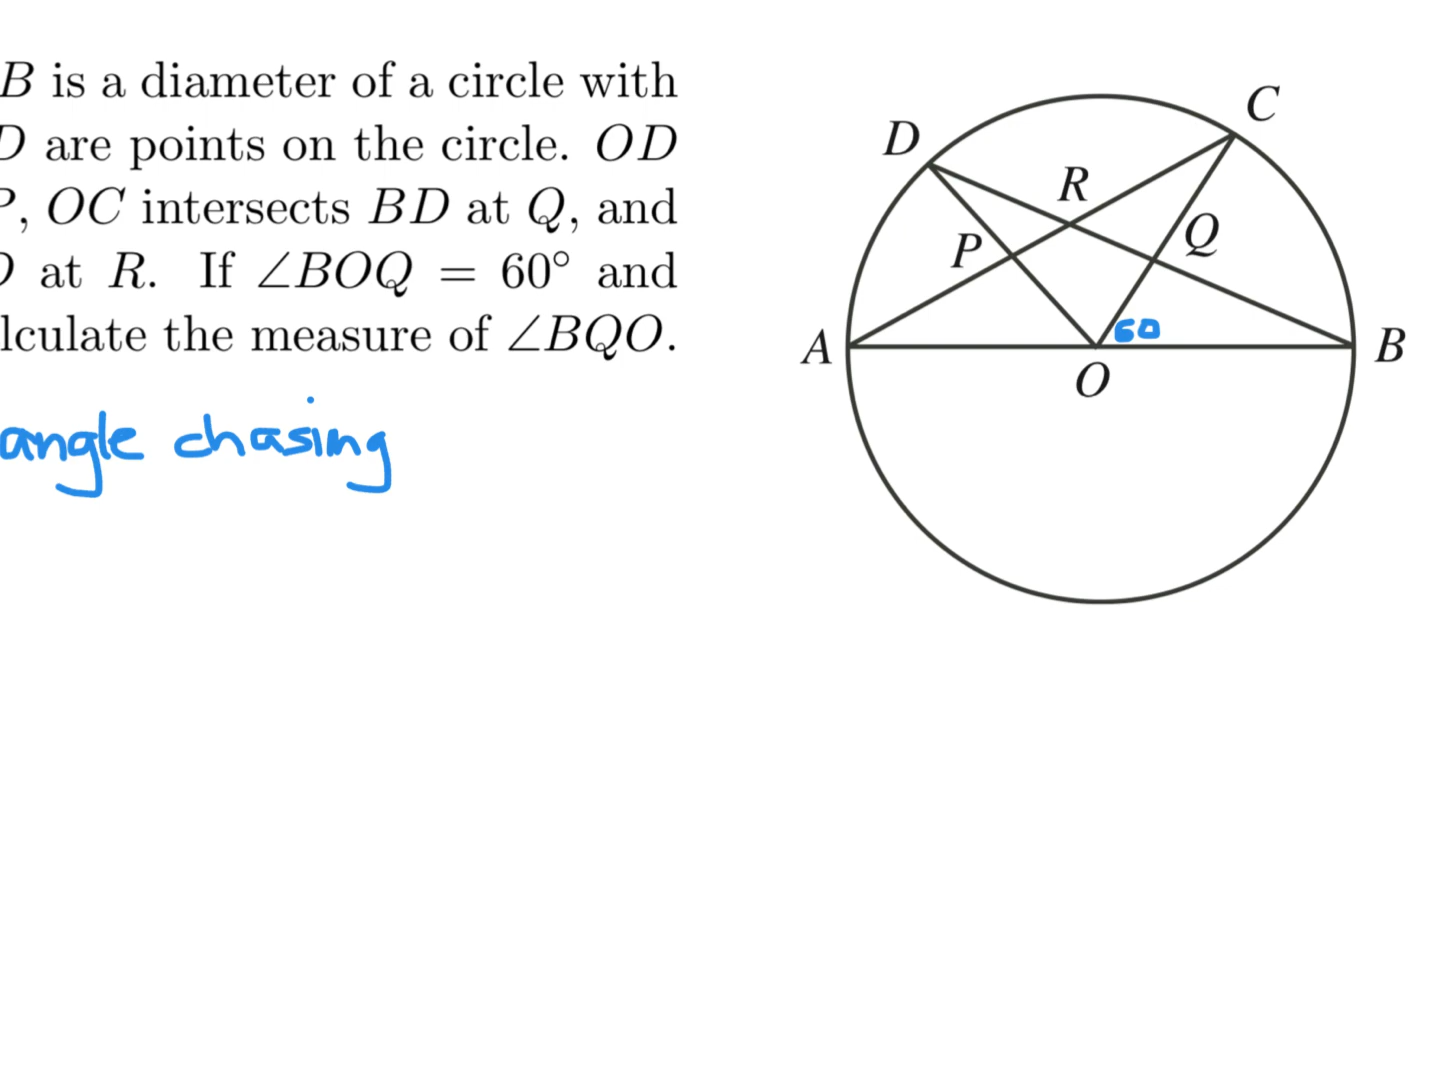 B is a diameter of a circle with
D are points on the circle. OD
P, OC intersects BD at Q, and
D at R. If ∠BOQ = 60° and
lculate the measure of ∠BQO.
angle chasing
D
C
R
P
Q
A
60
B
O